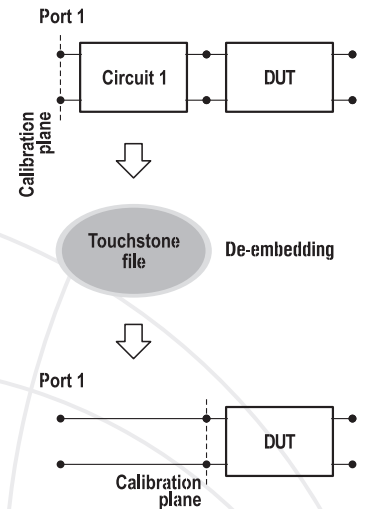 Port 1
Circuit 1
DUT
Calibration
plane
Touchstone
file
De-embedding
Port 1
DUT
Calibration
plane